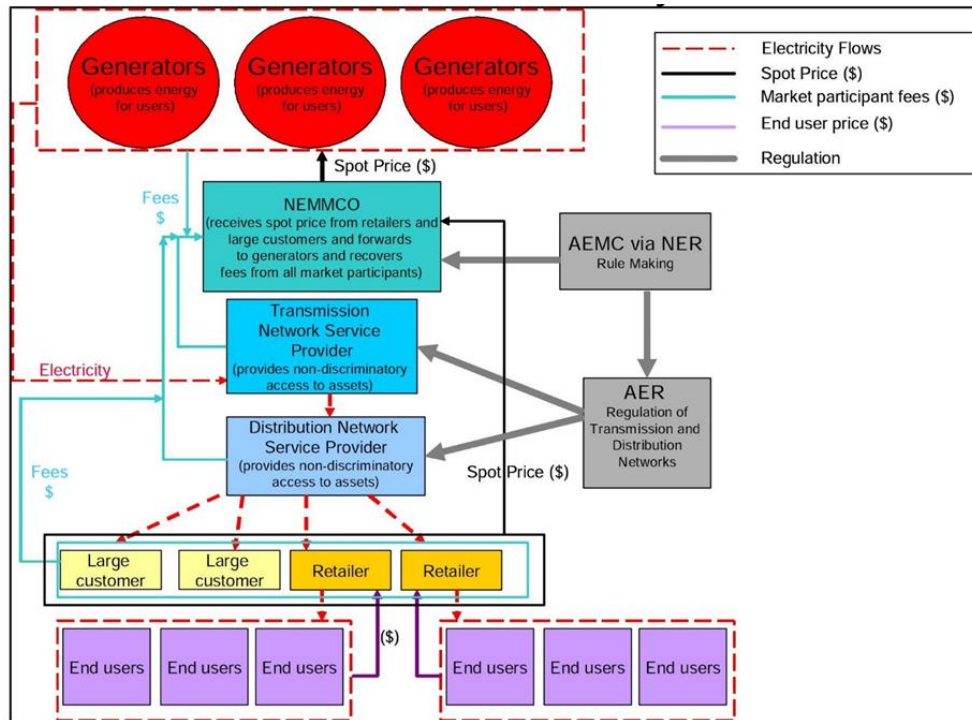 Generators
(produces energy
for users)
Generators
(produces energy
for users)
Generators
(produces energy
for users)
Electricity Flows
Spot Price ($)
Market participant fees ($)
End user price ($)
Regulation
Spot Price ($)
Fees
$
NEMMCO
(receives spot price from retailers and
large customers and forwards
to generators and recovers
fees from all market participants)
AEMC via NER
Rule Making
Transmission
Network Service
Provider
(provides non-discriminatory
access to assets)
Electricity
AER
Regulation of
Transmission and
Distribution
Networks
Distribution Network
Service Provider
(provides non-discriminatory
access to assets)
Fees
$
Spot Price ($)
Large
customer
Large
customer
Retailer
Retailer
($)
End users
End users
End users
End users
End users
End users